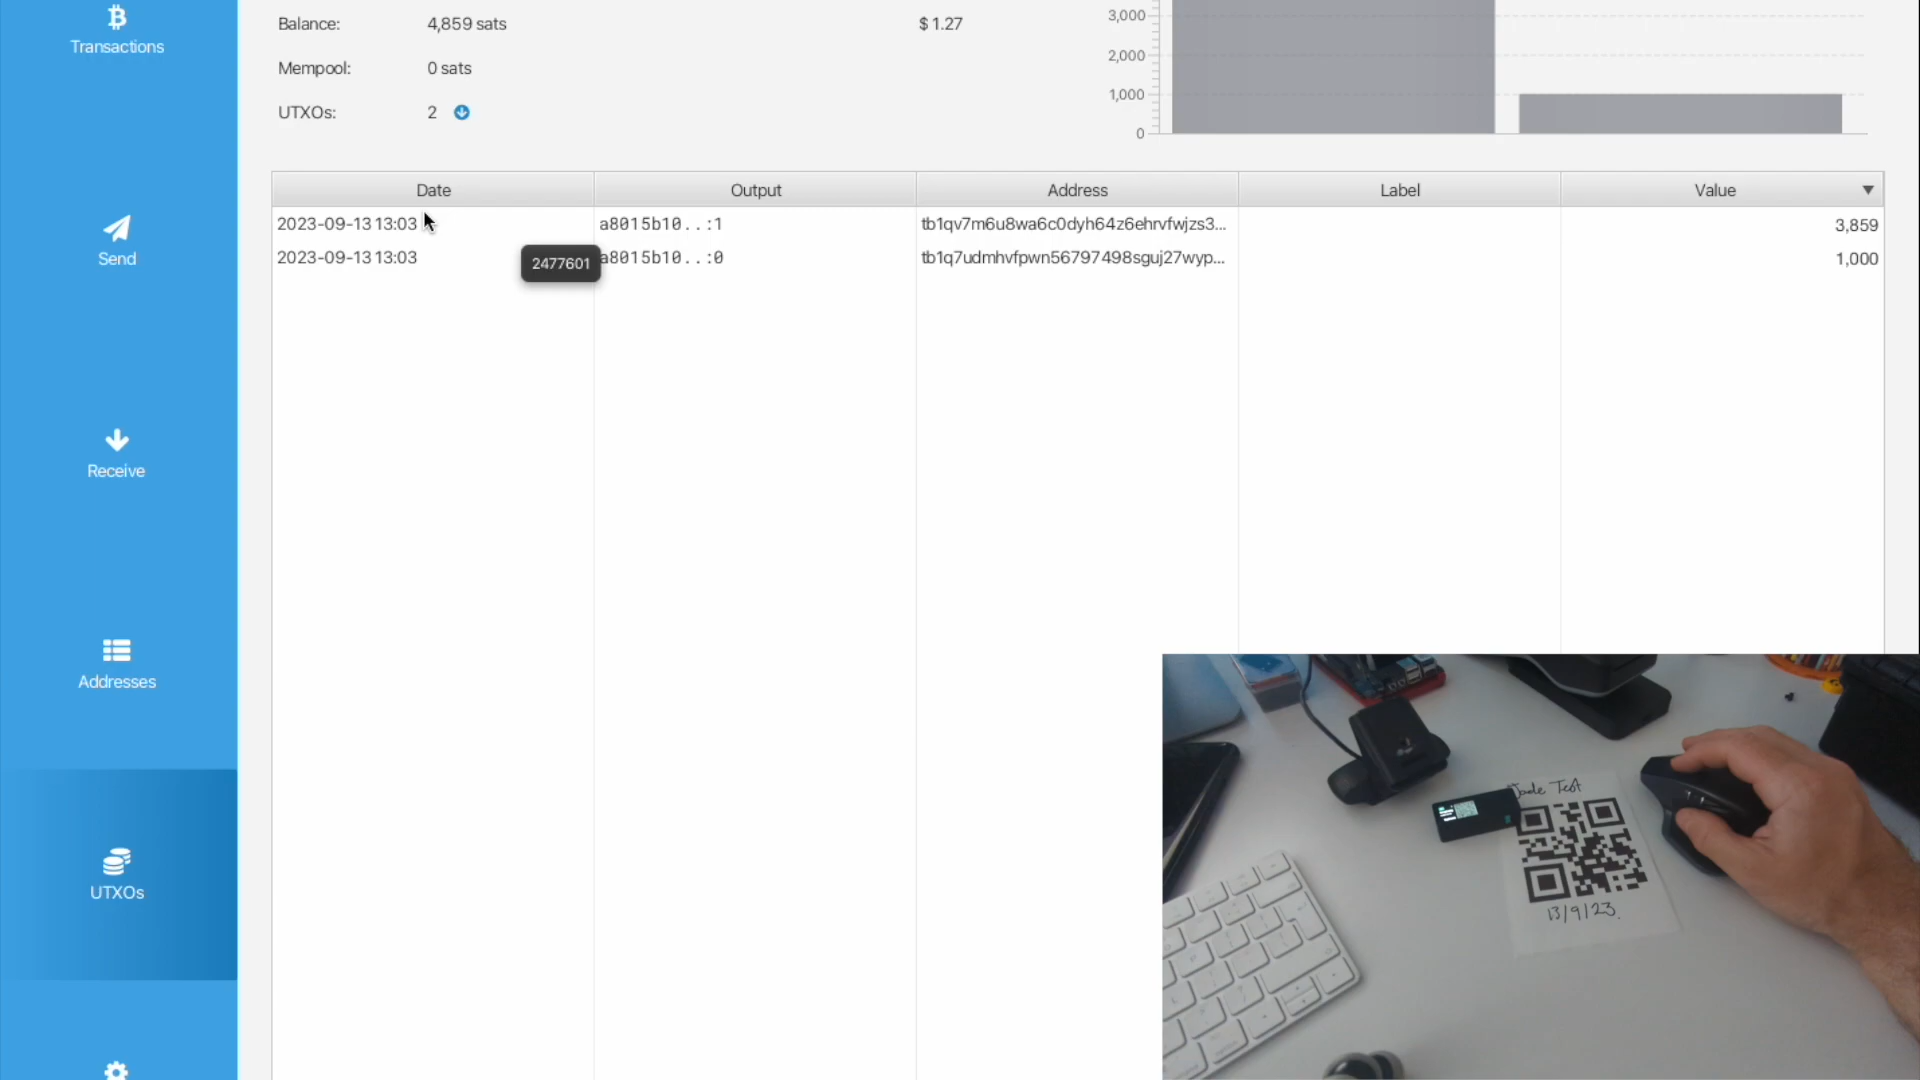 Transactions
Send
Receive
Addresses
UTXOs
Balance: 4,859 sats $ 1.27
Mempool: 0 sats
UTXOs: 2
3,000
2,000
1,000
0
Date Output Address Label Value
2023-09-13 13:03 a8015b10..:1 tb1qv7m6u8wa6c0dyh64z6ehrvfwjzs3... 3,859
2023-09-13 13:03 a8015b10..:0 tb1q7udmhvfpwn56797498sguj27wyp... 1,000
2477601
Jade Test
13/9/23.